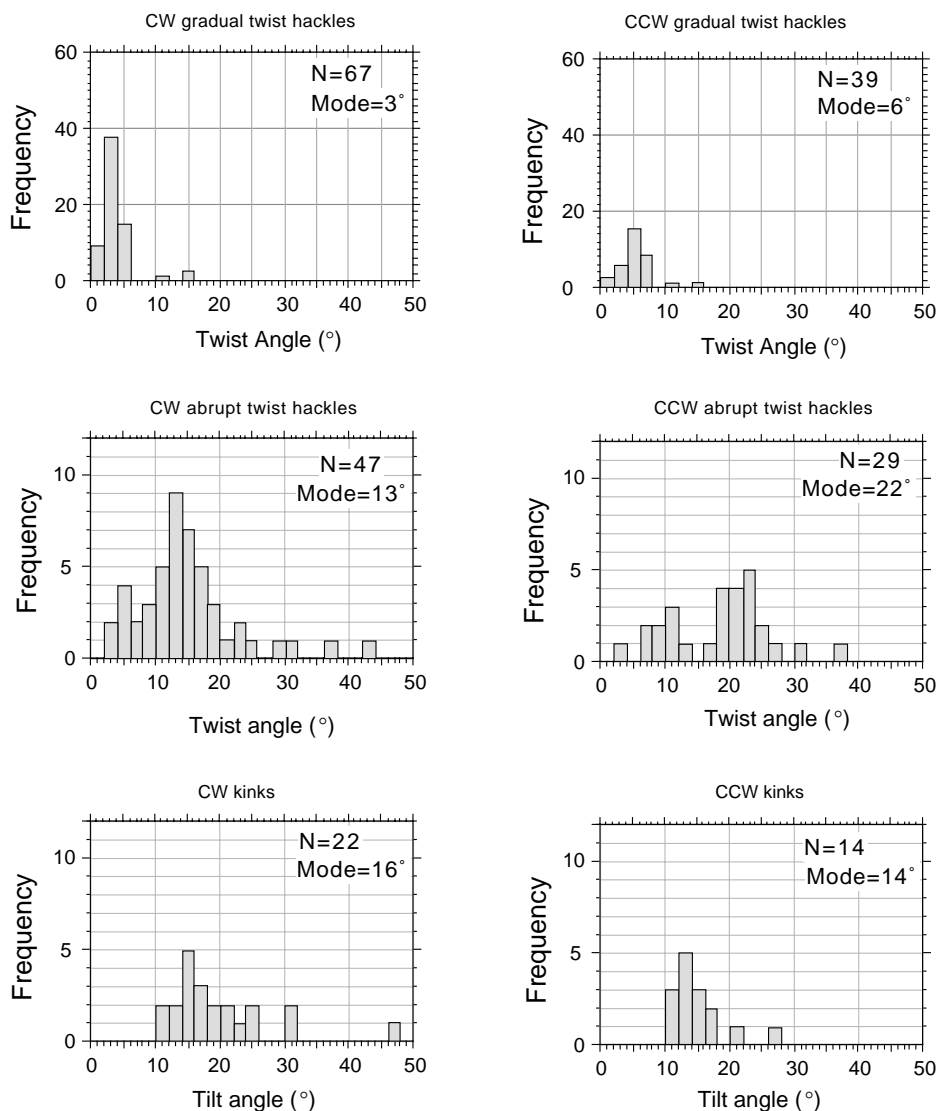 CW gradual twist hackles
60
40
20
0
Frequency
N=67
Mode=3°
0 10 20 30 40 50
Twist Angle (°)
CCW gradual twist hackles
60
40
20
0
Frequency
N=39
Mode=6°
0 10 20 30 40 50
Twist Angle (°)
CW abrupt twist hackles
10
5
0
Frequency
N=47
Mode=13°
0 10 20 30 40 50
Twist angle (°)
CCW abrupt twist hackles
10
5
0
Frequency
N=29
Mode=22°
0 10 20 30 40 50
Twist angle (°)
CW kinks
10
5
0
Frequency
N=22
Mode=16°
0 10 20 30 40 50
Tilt angle (°)
CCW kinks
10
5
0
Frequency
N=14
Mode=14°
0 10 20 30 40 50
Tilt angle (°)